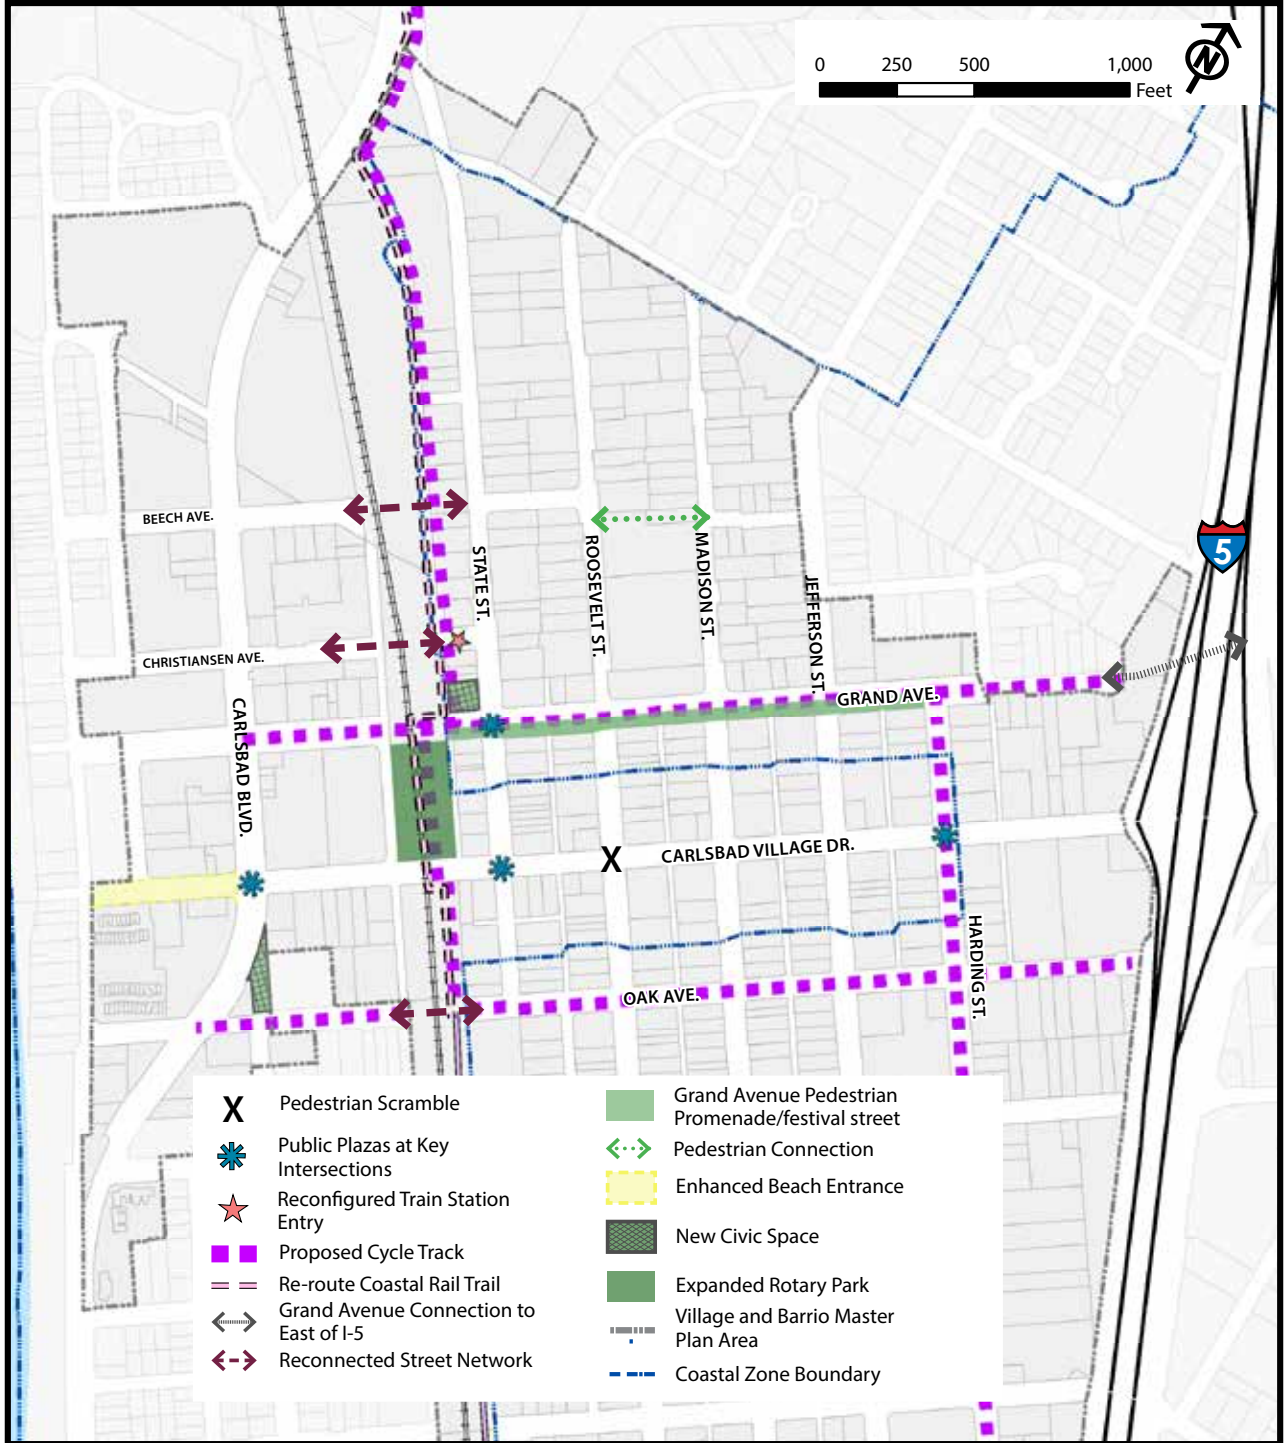 0 250 500 1,000
Feet
N
BEECH AVE.
STATE ST.
ROOSEVELT ST.
MADISON ST.
JEFFERSON ST.
5
CHRISTIANSEN AVE.
CARLSBAD BLVD.
GRAND AVE.
X
CARLSBAD VILLAGE DR.
HARDING ST.
OAK AVE.
X Pedestrian Scramble
Public Plazas at Key
Intersections
Reconfigured Train Station
Entry
Proposed Cycle Track
Re-route Coastal Rail Trail
Grand Avenue Connection to
East of I-5
Reconnected Street Network
Grand Avenue Pedestrian
Promenade/festival street
Pedestrian Connection
Enhanced Beach Entrance
New Civic Space
Expanded Rotary Park
Village and Barrio Master
Plan Area
Coastal Zone Boundary